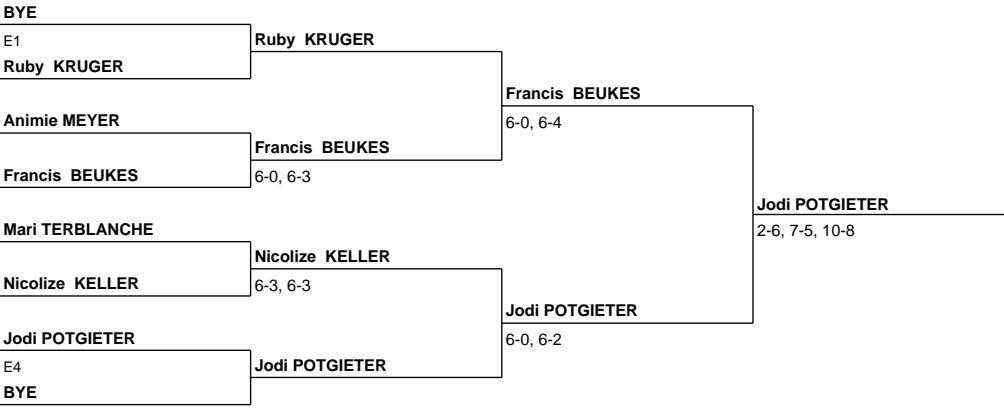 BYE
E1
Ruby KRUGER
Ruby KRUGER
Animie MEYER
Francis BEUKES
Francis BEUKES
6-0, 6-3
Francis BEUKES
6-0, 6-4
Mari TERBLANCHE
Nicolize KELLER
Nicolize KELLER
6-3, 6-3
Jodi POTGIETER
E4
BYE
Jodi POTGIETER
Jodi POTGIETER
6-0, 6-2
Jodi POTGIETER
2-6, 7-5, 10-8